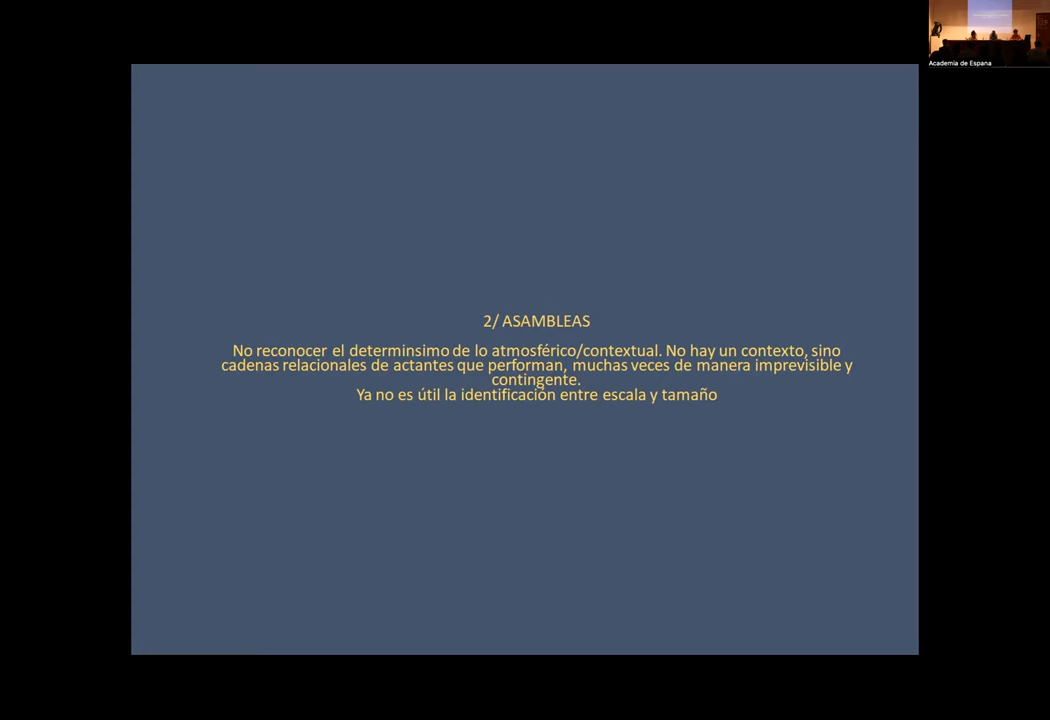 Academia de Espana
2/ ASAMBLEAS
No reconocer el determinsimo de lo atmosférico/contextual. No hay un contexto, sino
cadenas relacionales de actantes que performan, muchas veces de manera imprevisible y
contingente.
Ya no es útil la identificación entre escala y tamaño